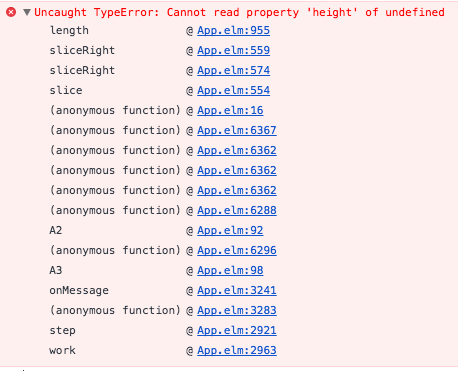 Uncaught TypeError: Cannot read property 'height' of undefined
length @ App.elm:955
sliceRight @ App.elm:559
sliceRight @ App.elm:574
slice @ App.elm:554
(anonymous function) @ App.elm:16
(anonymous function) @ App.elm:6367
(anonymous function) @ App.elm:6362
(anonymous function) @ App.elm:6362
(anonymous function) @ App.elm:6362
(anonymous function) @ App.elm:6288
A2 @ App.elm:92
(anonymous function) @ App.elm:6296
A3 @ App.elm:98
onMessage @ App.elm:3241
(anonymous function) @ App.elm:3283
step @ App.elm:2921
work @ App.elm:2963